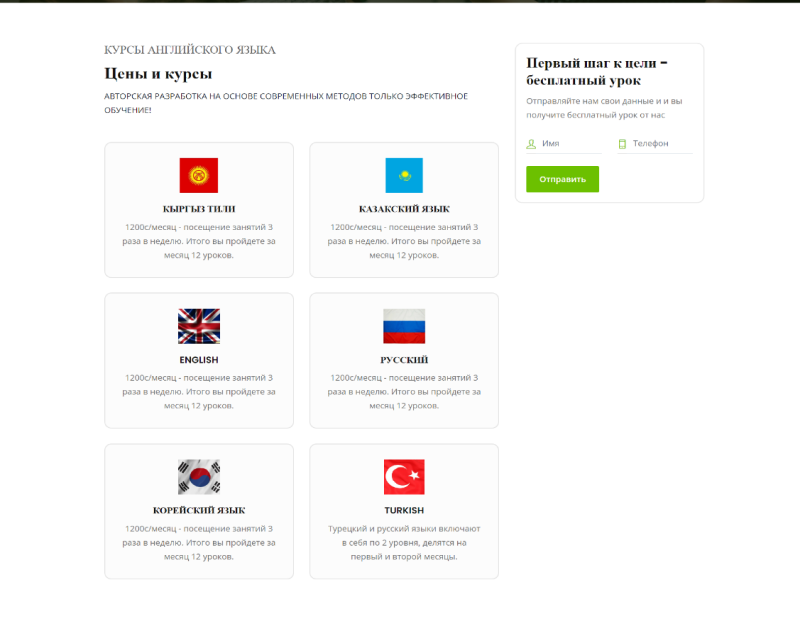 КУРСЫ АНГЛИЙСКОГО ЯЗЫКА
Цены и курсы
АВТОРСКАЯ РАЗРАБОТКА НА ОСНОВЕ СОВРЕМЕННЫХ МЕТОДОВ ТОЛЬКО ЭФФЕКТИВНОЕ
ОБУЧЕНИЕ!
КЫРГЫЗ ТИЛИ
1200с/месяц - посещение занятий 3
раза в неделю. Итого вы пройдете за
месяц 12 уроков.
КАЗАКСКИЙ ЯЗЫК
1200с/месяц - посещение занятий 3
раза в неделю. Итого вы пройдете за
месяц 12 уроков.
ENGLISH
1200с/месяц - посещение занятий 3
раза в неделю. Итого вы пройдете за
месяц 12 уроков.
РУССКИЙ
1200с/месяц - посещение занятий 3
раза в неделю. Итого вы пройдете за
месяц 12 уроков.
КОРЕЙСКИЙ ЯЗЫК
1200с/месяц - посещение занятий 3
раза в неделю. Итого вы пройдете за
месяц 12 уроков.
TURKISH
Турецкий и русский языки включают
в себя по 2 уровня, делятся на
первый и второй месяцы.
Первый шаг к цели –
бесплатный урок
Отправляйте нам свои данные и и вы
получите бесплатный урок от нас
Имя
Телефон
Отправить